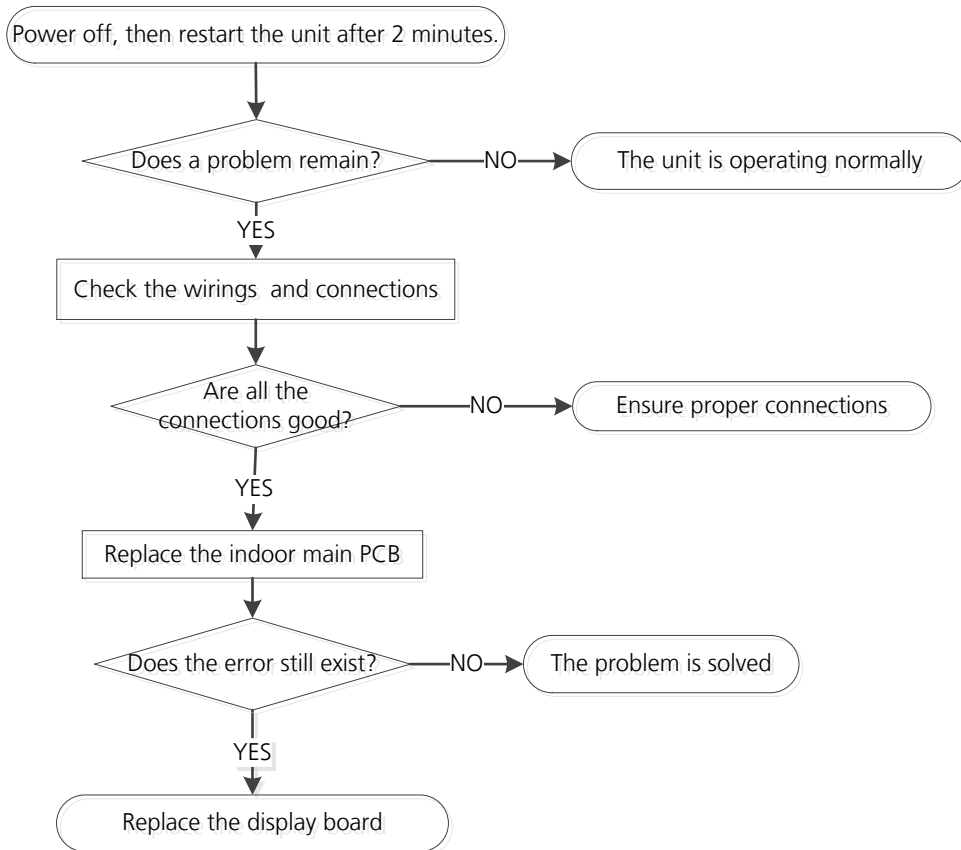 Power off, then restart the unit after 2 minutes.
Does a problem remain?
NO
The unit is operating normally
YES
Check the wirings and connections
Are all the
connections good?
NO
Ensure proper connections
YES
Replace the indoor main PCB
Does the error still exist?
NO
The problem is solved
YES
Replace the display board